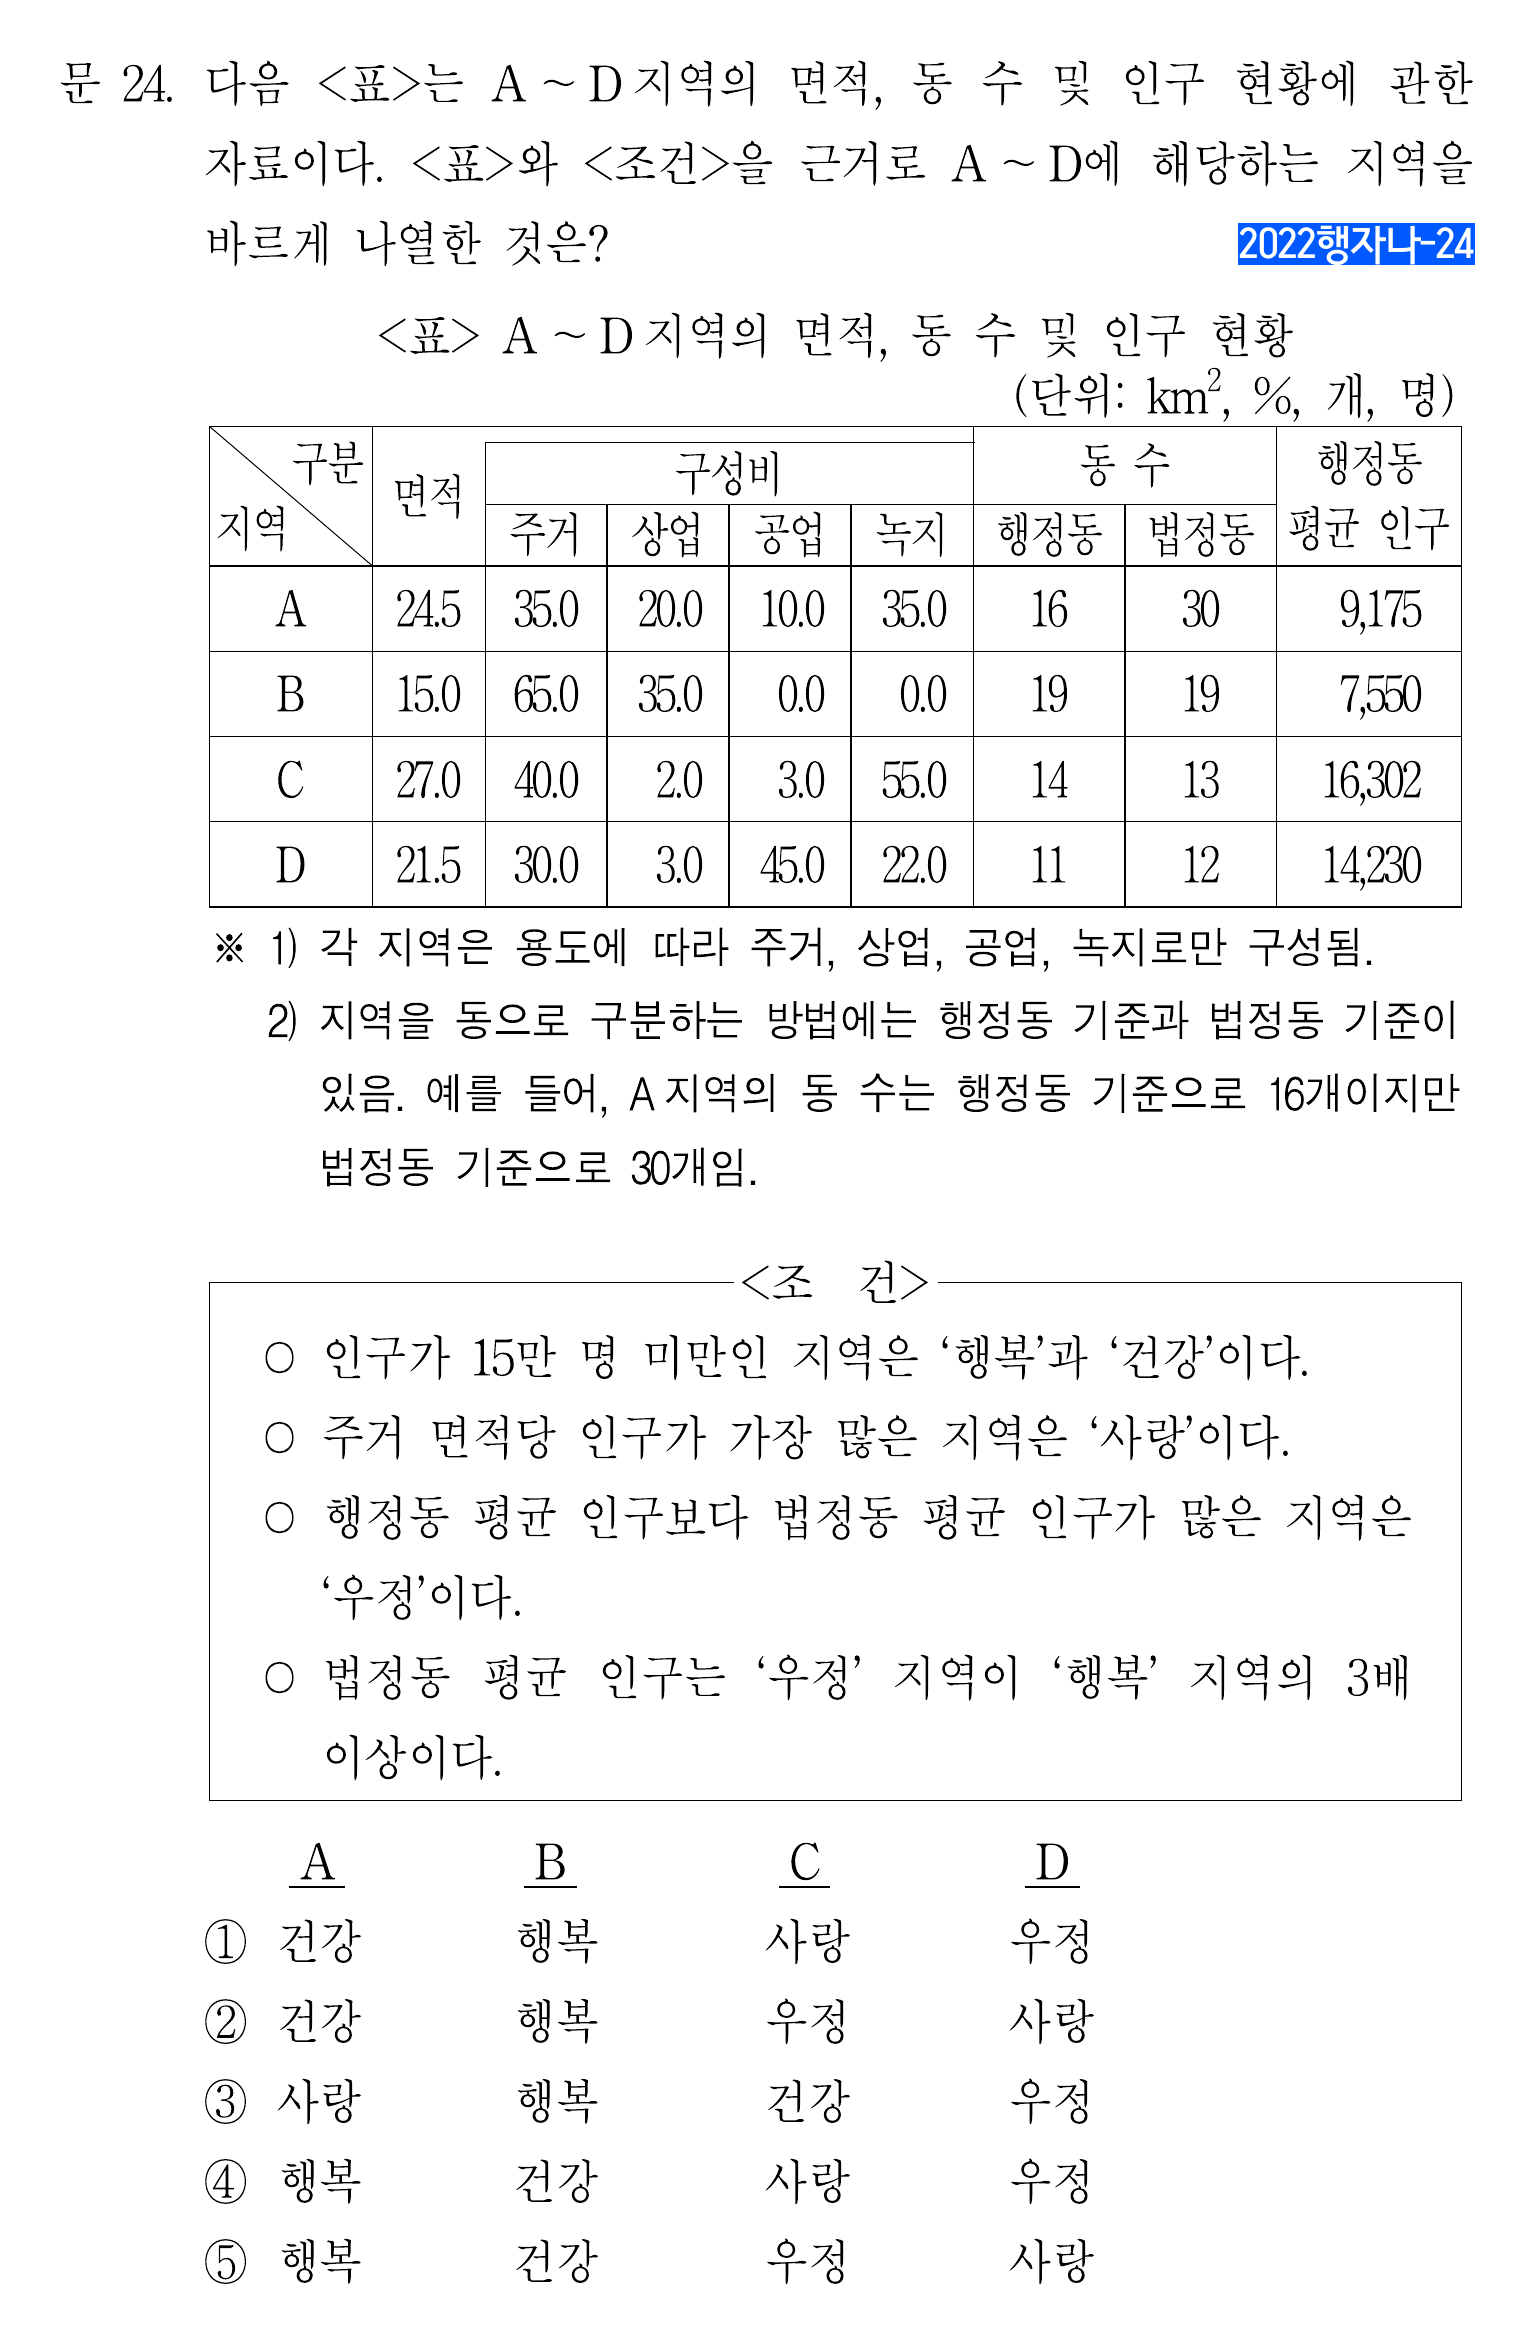 문 24. 다음 <표>는 A ~ D 지역의 면적, 동 수 및 인구 현황에 관한
자료이다. <표>와 <조건>을 근거로 A ~ D에 해당하는 지역을
바르게 나열한 것은?
2022행자나-24
<표> A ~ D 지역의 면적, 동 수 및 인구 현황
(단위: km², %, 개, 명)
구분 지역 면적 구성비 동 수 행정동 평균 인구
주거 상업 공업 녹지 행정동 법정동
A 24.5 35.0 20.0 10.0 35.0 16 30 9,175
B 15.0 65.0 35.0 0.0 0.0 19 19 7,550
C 27.0 40.0 2.0 3.0 55.0 14 13 16,302
D 21.5 30.0 3.0 45.0 22.0 11 12 14,230
※ 1) 각 지역은 용도에 따라 주거, 상업, 공업, 녹지로만 구성됨.
2) 지역을 동으로 구분하는 방법에는 행정동 기준과 법정동 기준이
있음. 예를 들어, A 지역의 동 수는 행정동 기준으로 16개이지만
법정동 기준으로 30개임.
<조 건>
○ 인구가 15만 명 미만인 지역은 ‘행복’과 ‘건강’이다.
○ 주거 면적당 인구가 가장 많은 지역은 ‘사랑’이다.
○ 행정동 평균 인구보다 법정동 평균 인구가 많은 지역은
‘우정’이다.
○ 법정동 평균 인구는 ‘우정’ 지역이 ‘행복’ 지역의 3배
이상이다.
A B C D
① 건강 행복 사랑 우정
② 건강 행복 우정 사랑
③ 사랑 행복 건강 우정
④ 행복 건강 사랑 우정
⑤ 행복 건강 우정 사랑